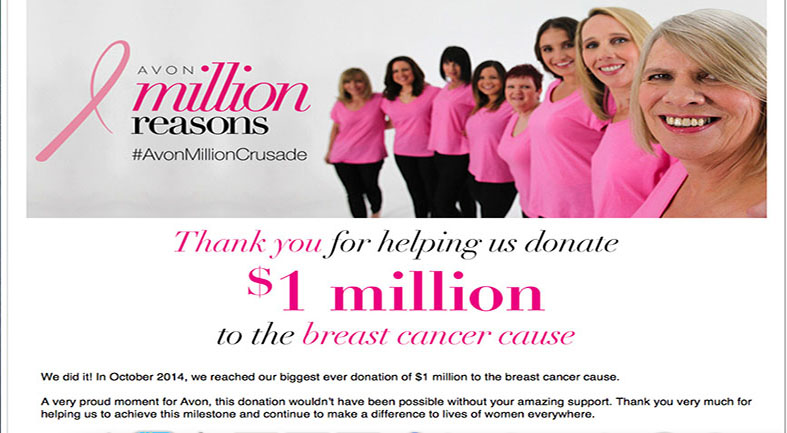 AVON
million
reasons
#AvonMillionCrusade
Thank you for helping us donate
$1 million
to the breast cancer cause
We did it! In October 2014, we reached our biggest ever donation of $1 million to the breast cancer cause.
A very proud moment for Avon, this donation wouldn't have been possible without your amazing support. Thank you very much for
helping us to achieve this milestone and continue to make a difference to lives of women everywhere.